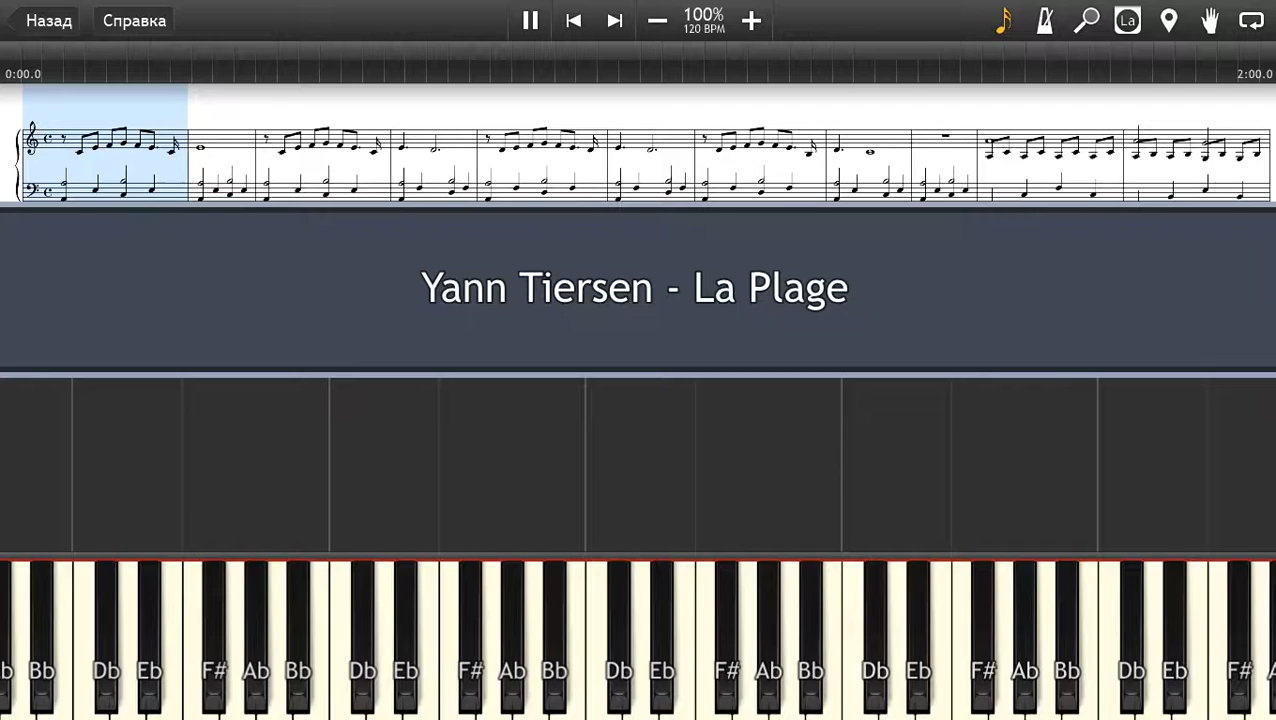 Назад Справка 100% La
120 BPM
0:00.0 2:00.0
Yann Tiersen - La Plage
b Bb Db Eb F# Ab Bb Db Eb F# Ab Bb Db Eb F# Ab Bb Db Eb F# Ab Bb Db Eb F# A